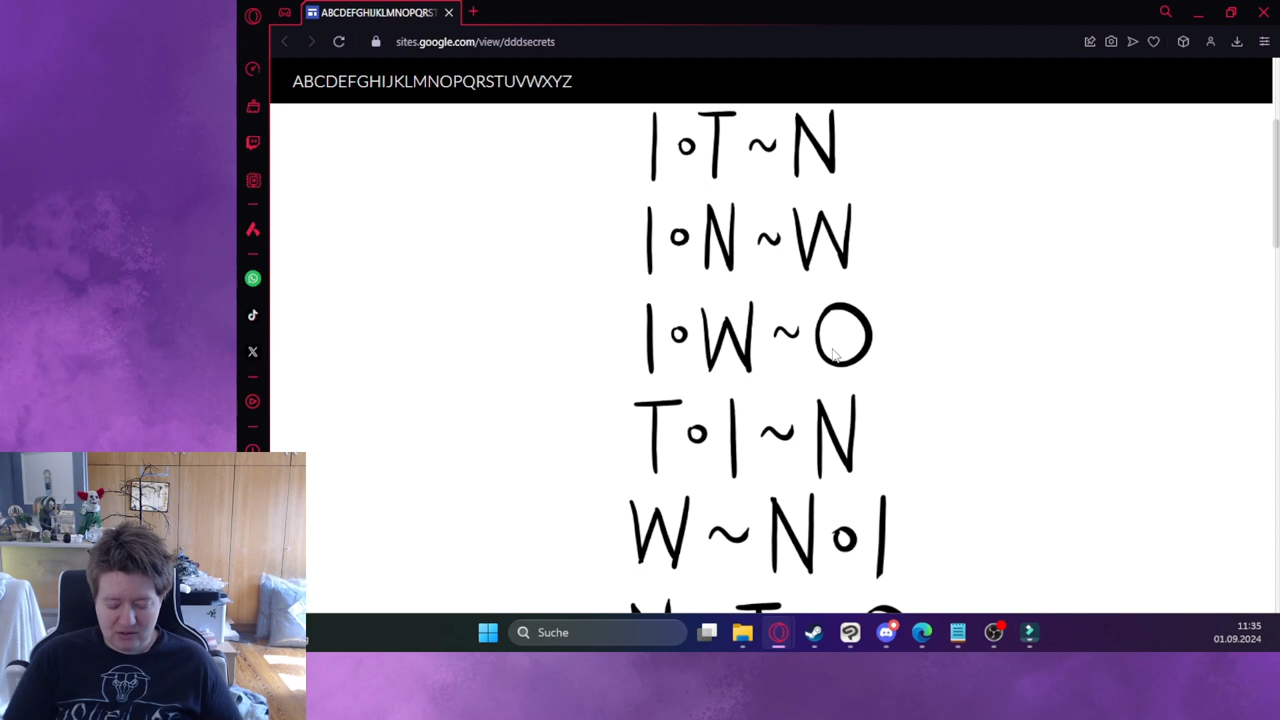 ABCDEFGHIJKLMNOPQRST
sites.google.com/view/dddsecrets
ABCDEFGHIJKLMNOPQRSTUVWXYZ
I∘T~N
I∘N~W
I∘W~O
T∘I~N
W~N∘I
Suche
11:35
01.09.2024